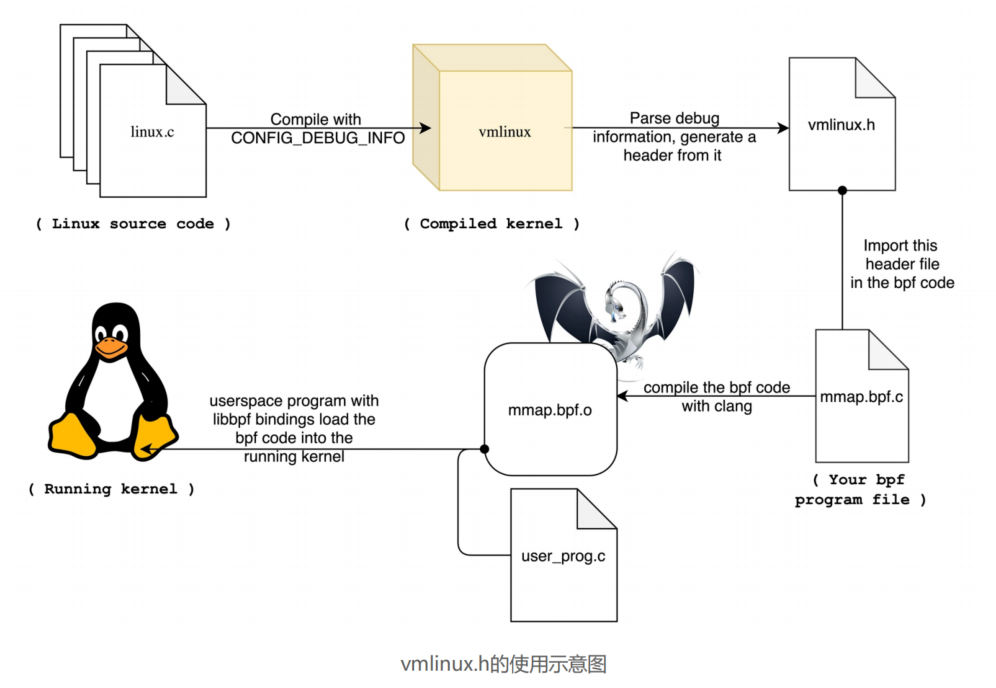 linux.c
Compile with
CONFIG_DEBUG_INFO
vmlinux
Parse debug
information, generate a
header from it
vmlinux.h
( Linux source code )
( Compiled kernel )
Import this
header file
in the bpf code
mmap.bpf.c
compile the bpf code
with clang
mmap.bpf.o
userspace program with
libbpf bindings load the
bpf code into the
running kernel
( Running kernel )
( Your bpf
program file )
user_prog.c
vmlinux.h的使用示意图